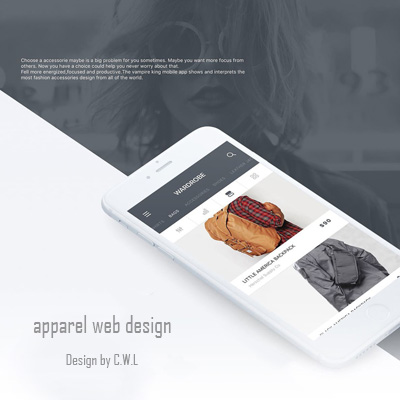 Choose a accessorie maybe is a big problem for you sometimes. Maybe you want more focus from
others. Now you have a choice could help you never worry about that.
Fell more energized,focused and productive.The vampire king mobile app shows and interprets the
most fashion accessories design from all of the world.
WARDROBE
BAGS
LITTLE AMERICA BACKPACK
$90
apparel web design
Design by C.W.L